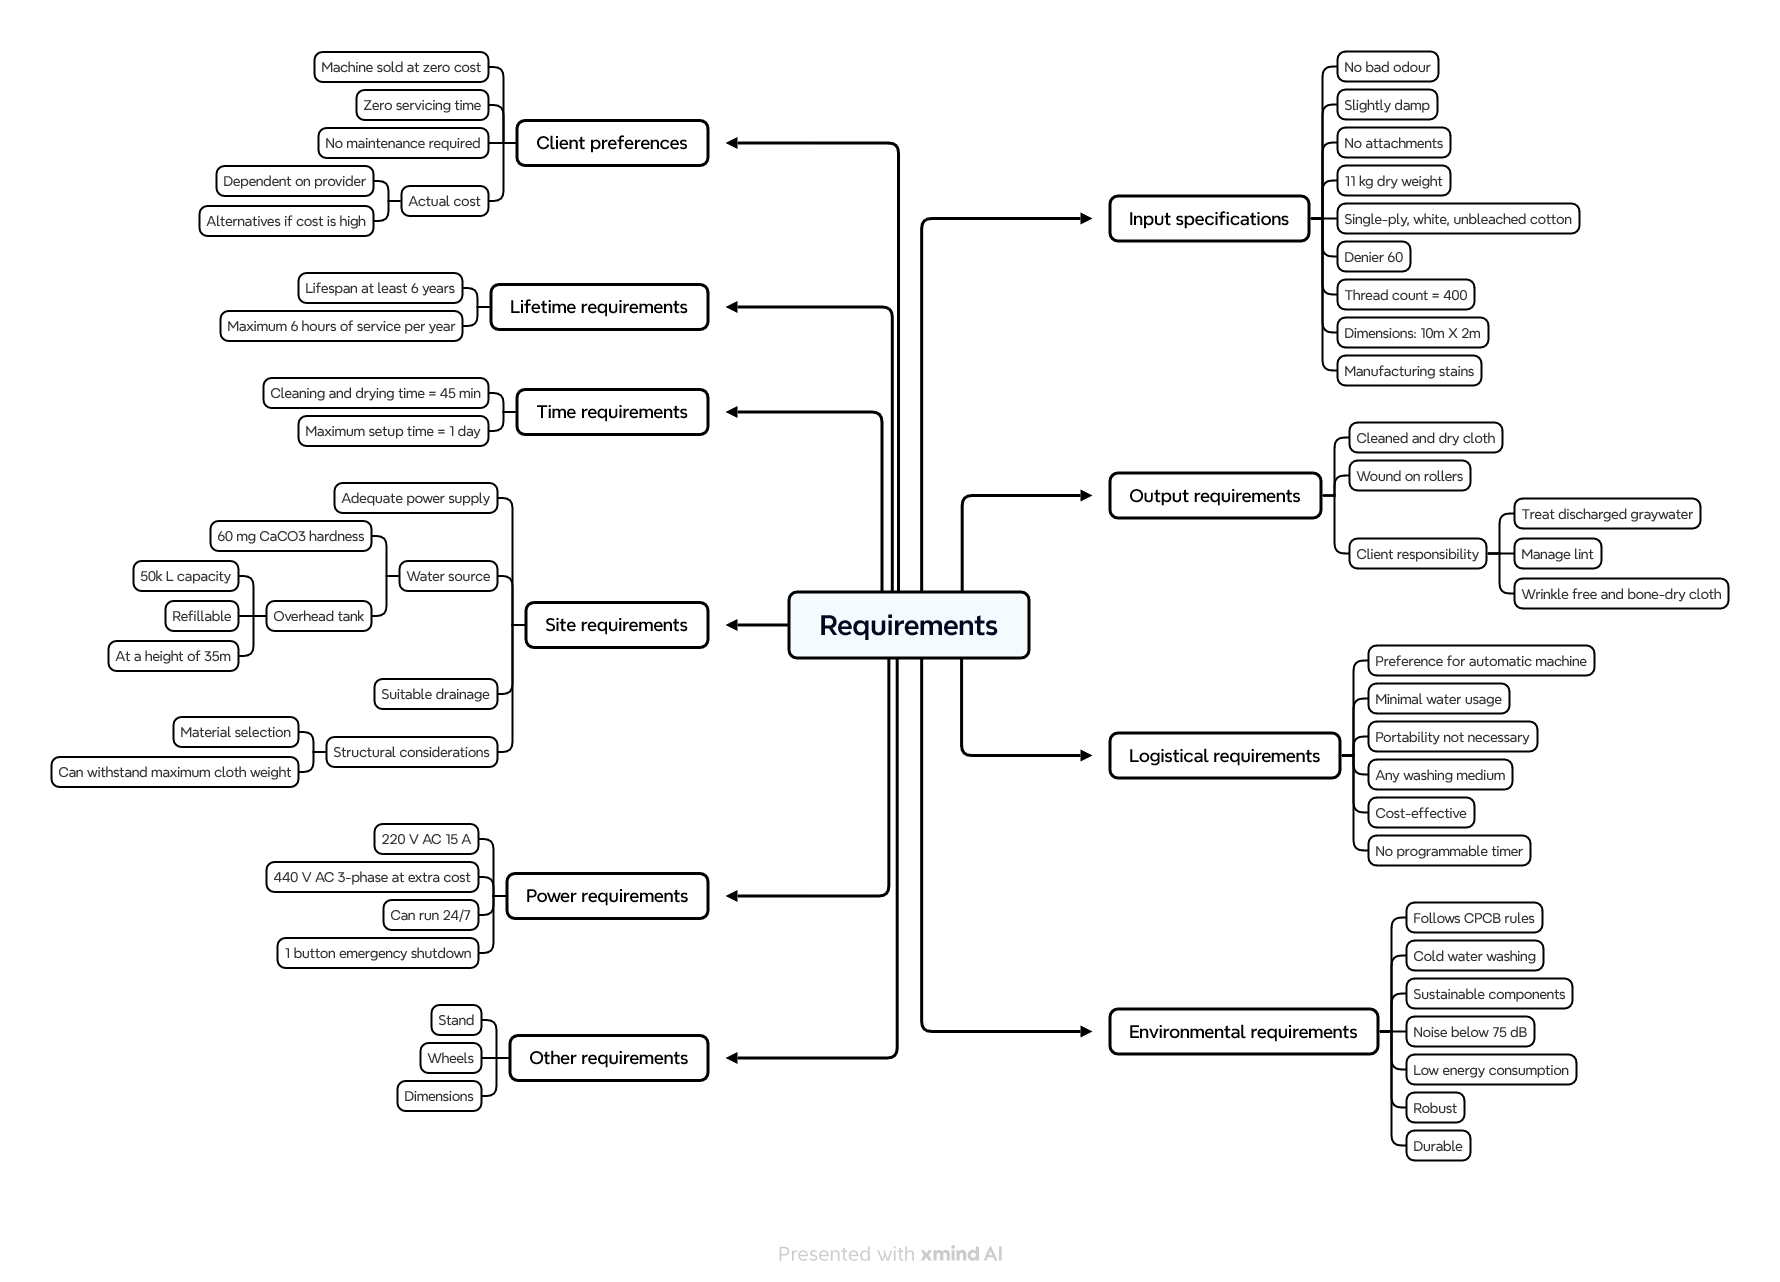 Requirements
Client preferences
Machine sold at zero cost
Zero servicing time
No maintenance required
Actual cost
Dependent on provider
Alternatives if cost is high
Lifetime requirements
Lifespan at least 6 years
Maximum 6 hours of service per year
Time requirements
Cleaning and drying time = 45 min
Maximum setup time = 1 day
Site requirements
Adequate power supply
Water source
60 mg CaCO3 hardness
Overhead tank
50k L capacity
Refillable
At a height of 35m
Suitable drainage
Structural considerations
Material selection
Can withstand maximum cloth weight
Power requirements
220 V AC 15 A
440 V AC 3-phase at extra cost
Can run 24/7
1 button emergency shutdown
Other requirements
Stand
Wheels
Dimensions
Input specifications
No bad odour
Slightly damp
No attachments
11 kg dry weight
Single-ply, white, unbleached cotton
Denier 60
Thread count = 400
Dimensions: 10m X 2m
Manufacturing stains
Output requirements
Cleaned and dry cloth
Wound on rollers
Client responsibility
Treat discharged graywater
Manage lint
Wrinkle free and bone-dry cloth
Logistical requirements
Preference for automatic machine
Minimal water usage
Portability not necessary
Any washing medium
Cost-effective
No programmable timer
Environmental requirements
Follows CPCB rules
Cold water washing
Sustainable components
Noise below 75 dB
Low energy consumption
Robust
Durable
Presented with xmind AI